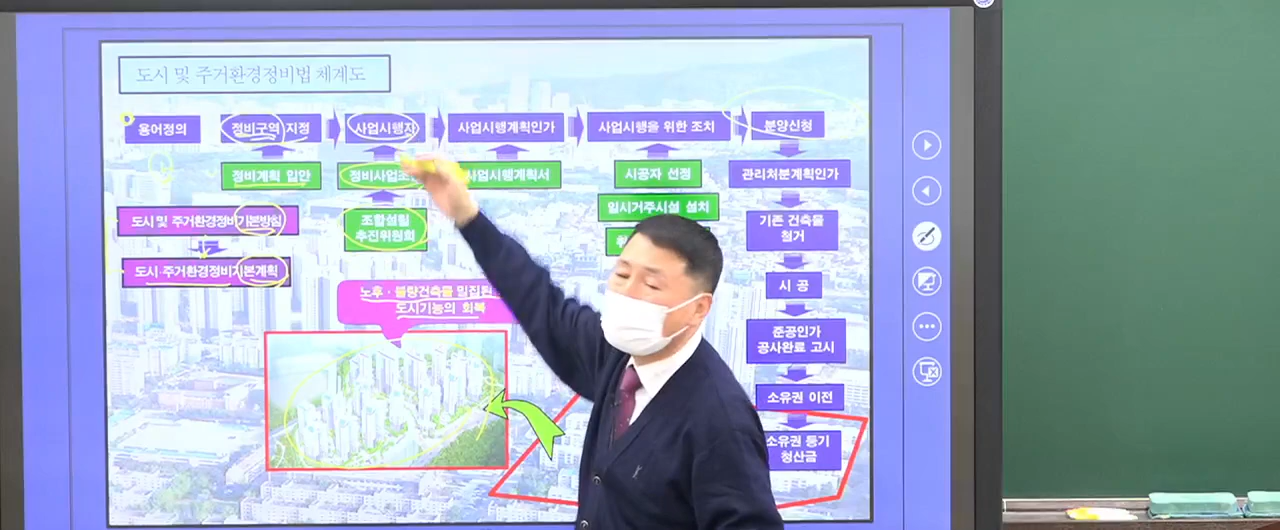 도시 및 주거환경정비법 체계도
용어정의
정비구역 지정
사업시행자
사업시행계획인가
사업시행을 위한 조치
분양신청
정비계획 입안
정비사업조
사업시행계획서
시공자 선정
관리처분계획인가
도시 및 주거환경정비기본방침
조합설립
추진위원회
임시거주시설 설치
기존 건축물
철거
도시·주거환경정비기본계획
시 공
노후·불량건축물 밀집된
도시기능의 회복
준공인가
공사완료 고시
소유권 이전
소유권 등기
청산금